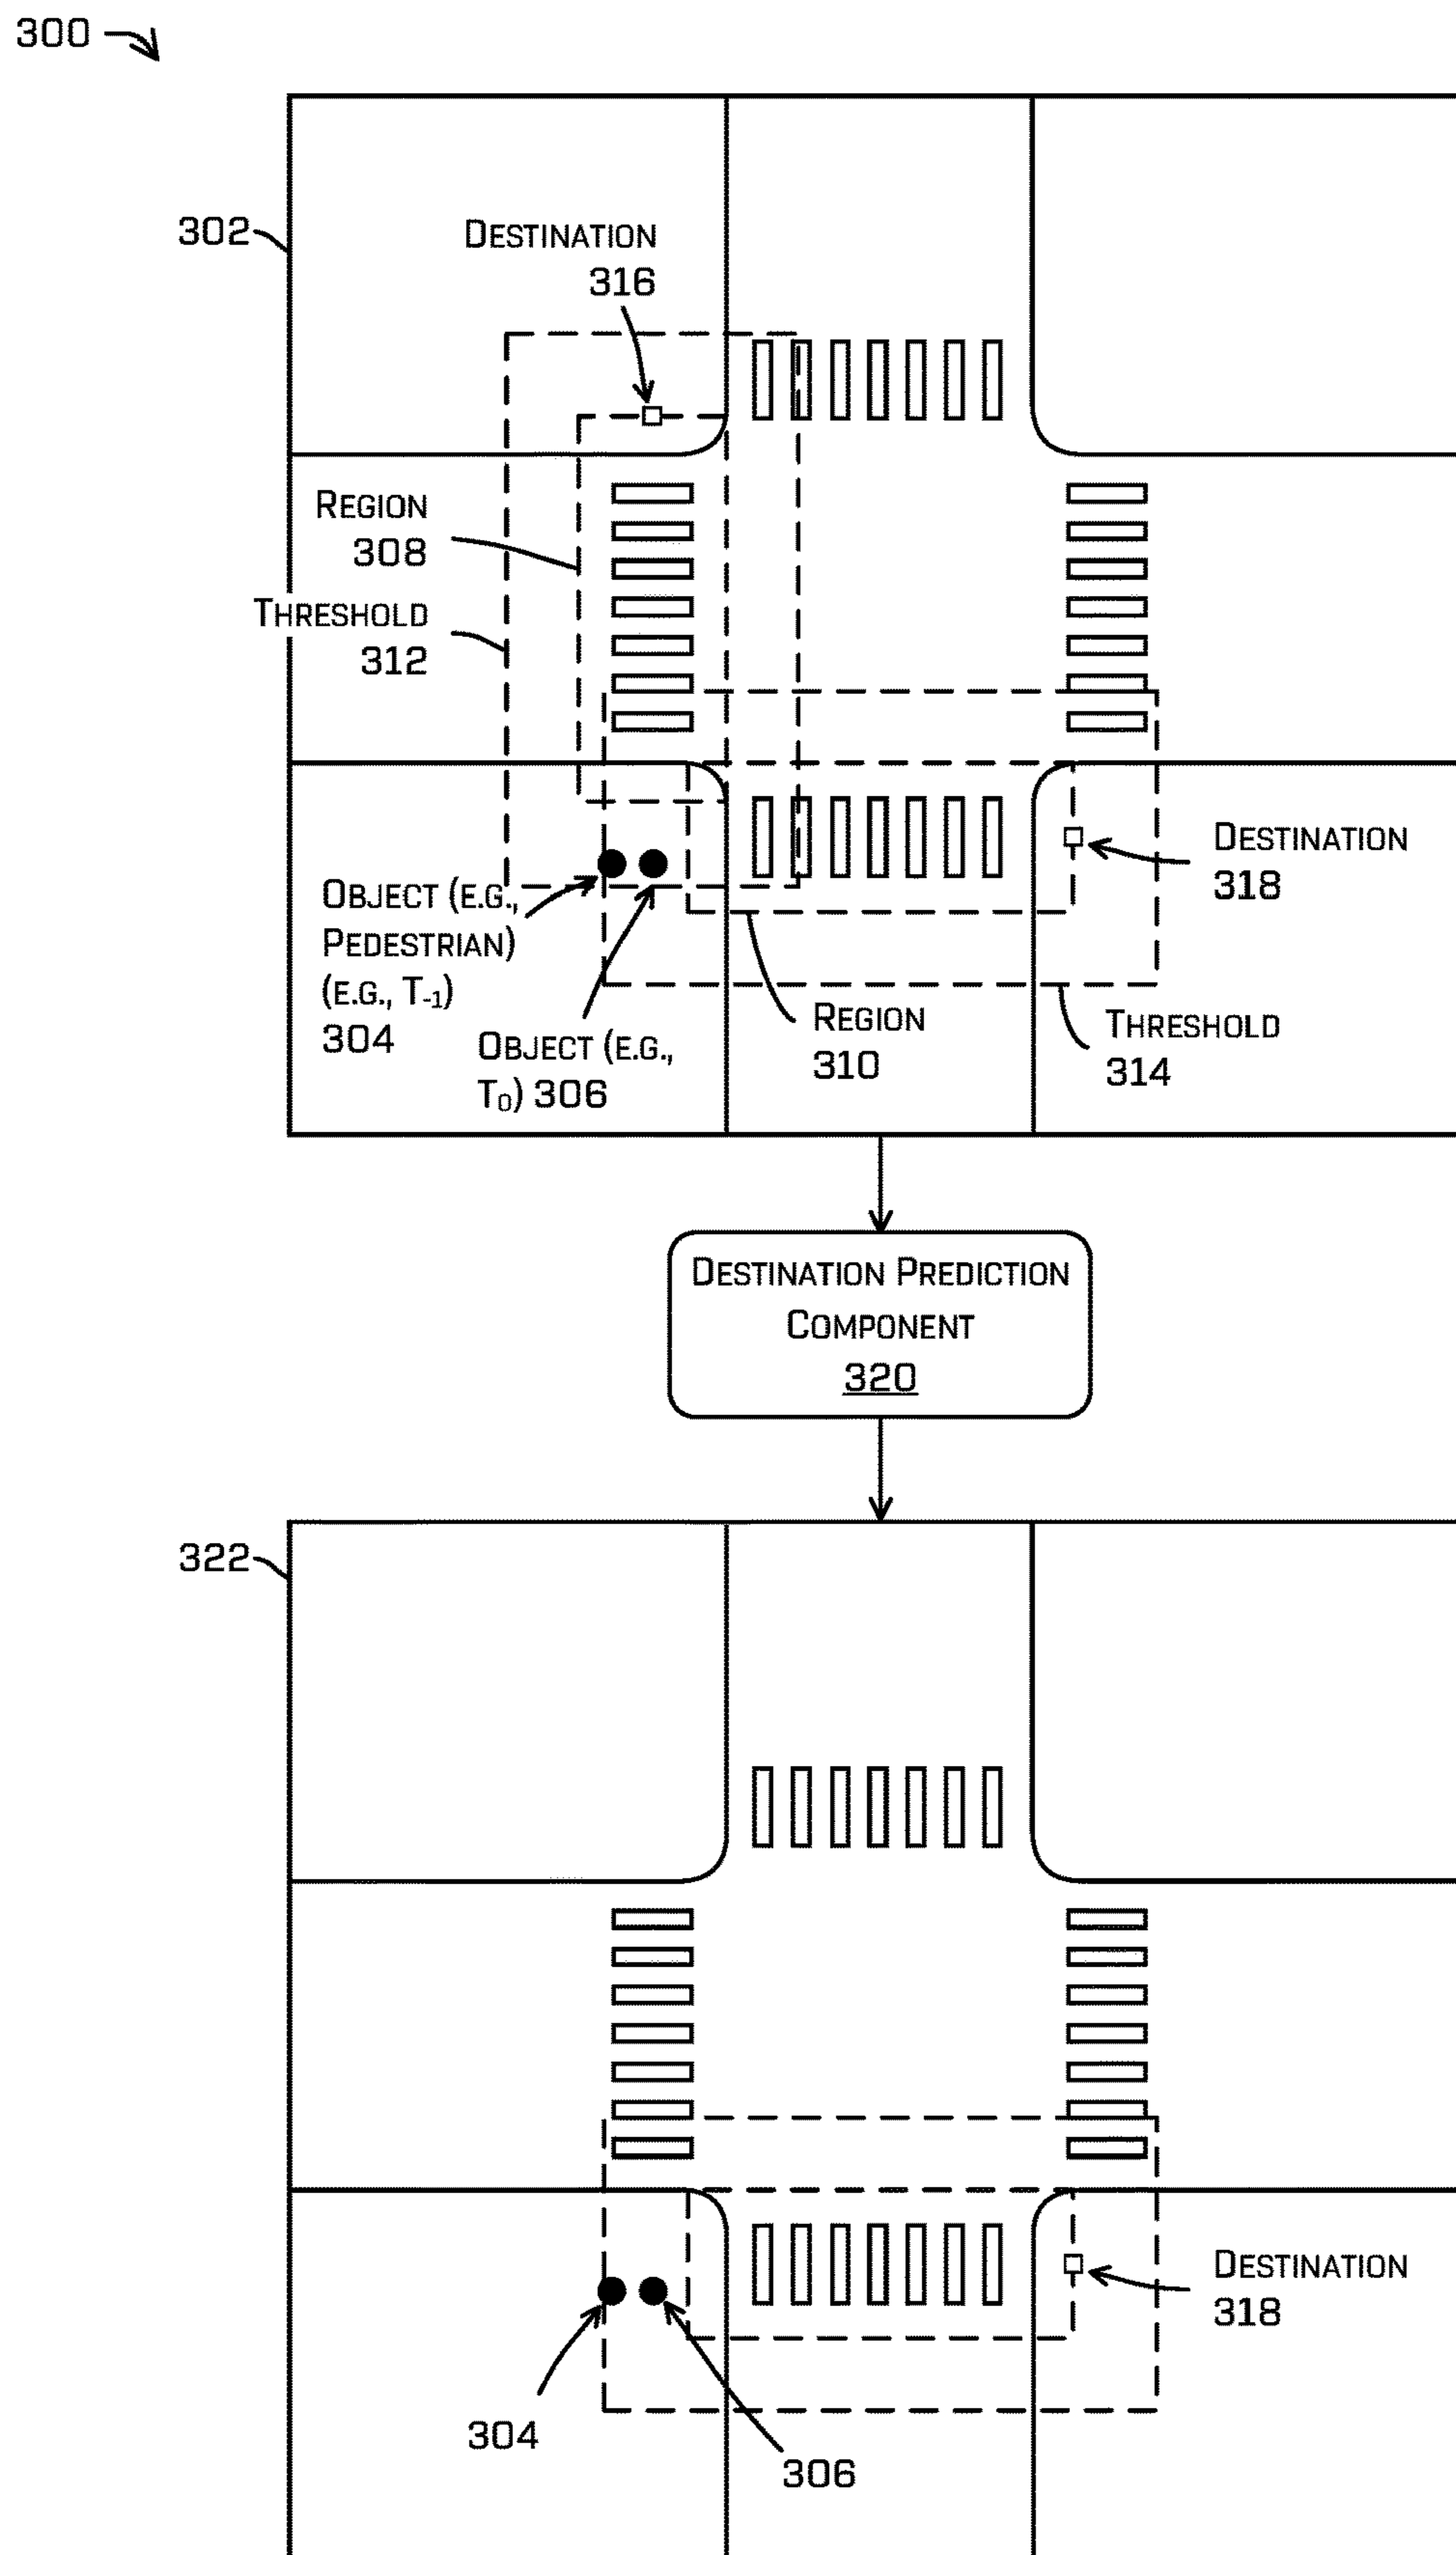 300
302
DESTINATION
316
REGION
308
THRESHOLD
312
DESTINATION
318
OBJECT (E.G.,
PEDESTRIAN)
(E.G., T-1)
304
OBJECT (E.G.,
T0) 306
REGION
310
THRESHOLD
314
DESTINATION PREDICTION
COMPONENT
320
322
DESTINATION
318
304
306